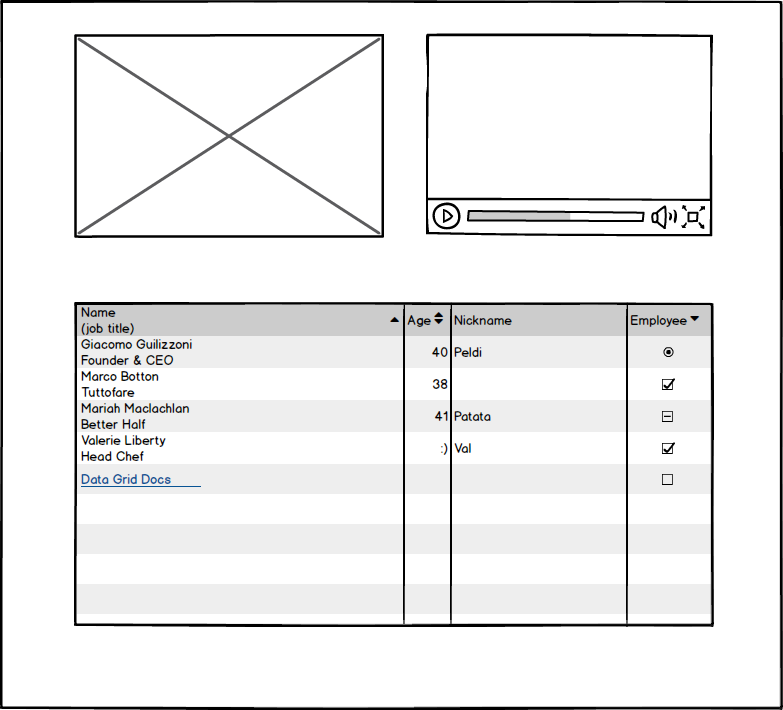 Name
(job title)
Age
Nickname
Employee
Giacomo Guilizzoni
Founder & CEO
40
Peldi
Marco Botton
Tuttofare
38
Mariah Maclachlan
Better Half
41
Patata
Valerie Liberty
Head Chef
:)
Val
Data Grid Docs